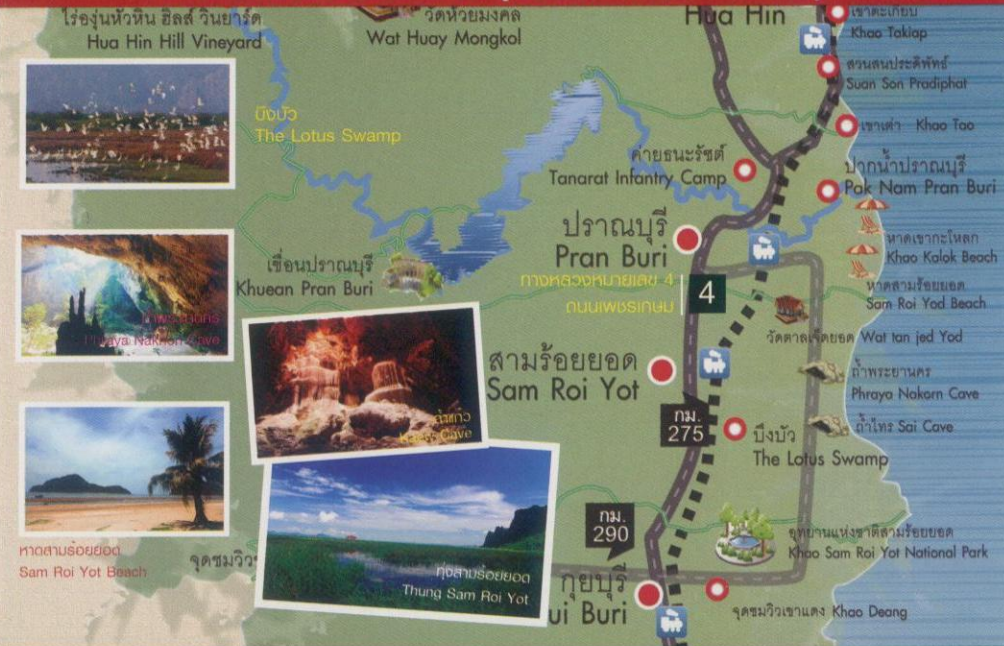 ไร่องุ่นหัวหิน ฮิลล์ วินยาร์ด
Hua Hin Hill Vineyard
วัดห้วยมงคล
Wat Huay Mongkol
Hua Hin
เขาตะเกียบ
Khao Takiap
สวนสนประดิพัทธ์
Suan Son Pradiphat
เขาเต่า Khao Tao
บึงบัว
The Lotus Swamp
ค่ายธนะรัชต์
Tanarat Infantry Camp
ปากน้ำปราณบุรี
Pak Nam Pran Buri
ปราณบุรี
Pran Buri
หาดเขากะโหลก
Khao Kalok Beach
เขื่อนปราณบุรี
Khuean Pran Buri
ทางหลวงหมายเลข 4
ถนนเพชรเกษม
4
หาดสามร้อยยอด
Sam Roi Yod Beach
วัดตาลเจ็ดยอด Wat tan jed Yod
Phraya Nakhon Cave
สามร้อยยอด
Sam Roi Yot
ถ้ำพระยานคร
Phraya Nakorn Cave
ถ้ำแก้ว
Cave
กม.
275
ถ้ำไทร Sai Cave
บึงบัว
The Lotus Swamp
กม.
290
อุทยานแห่งชาติสามร้อยยอด
Khao Sam Roi Yot National Park
หาดสามร้อยยอด
Sam Roi Yot Beach
จุดชมวิว
ทุ่งสามร้อยยอด
Thung Sam Roi Yot
กุยบุรี
ui Buri
จุดชมวิวเขาแดง Khao Deang